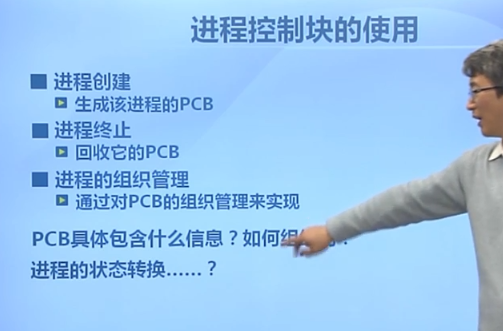 进程控制块的使用
进程创建
生成该进程的PCB
进程终止
回收它的PCB
进程的组织管理
通过对PCB的组织管理来实现
PCB具体包含什么信息？如何组
进程的状态转换……？